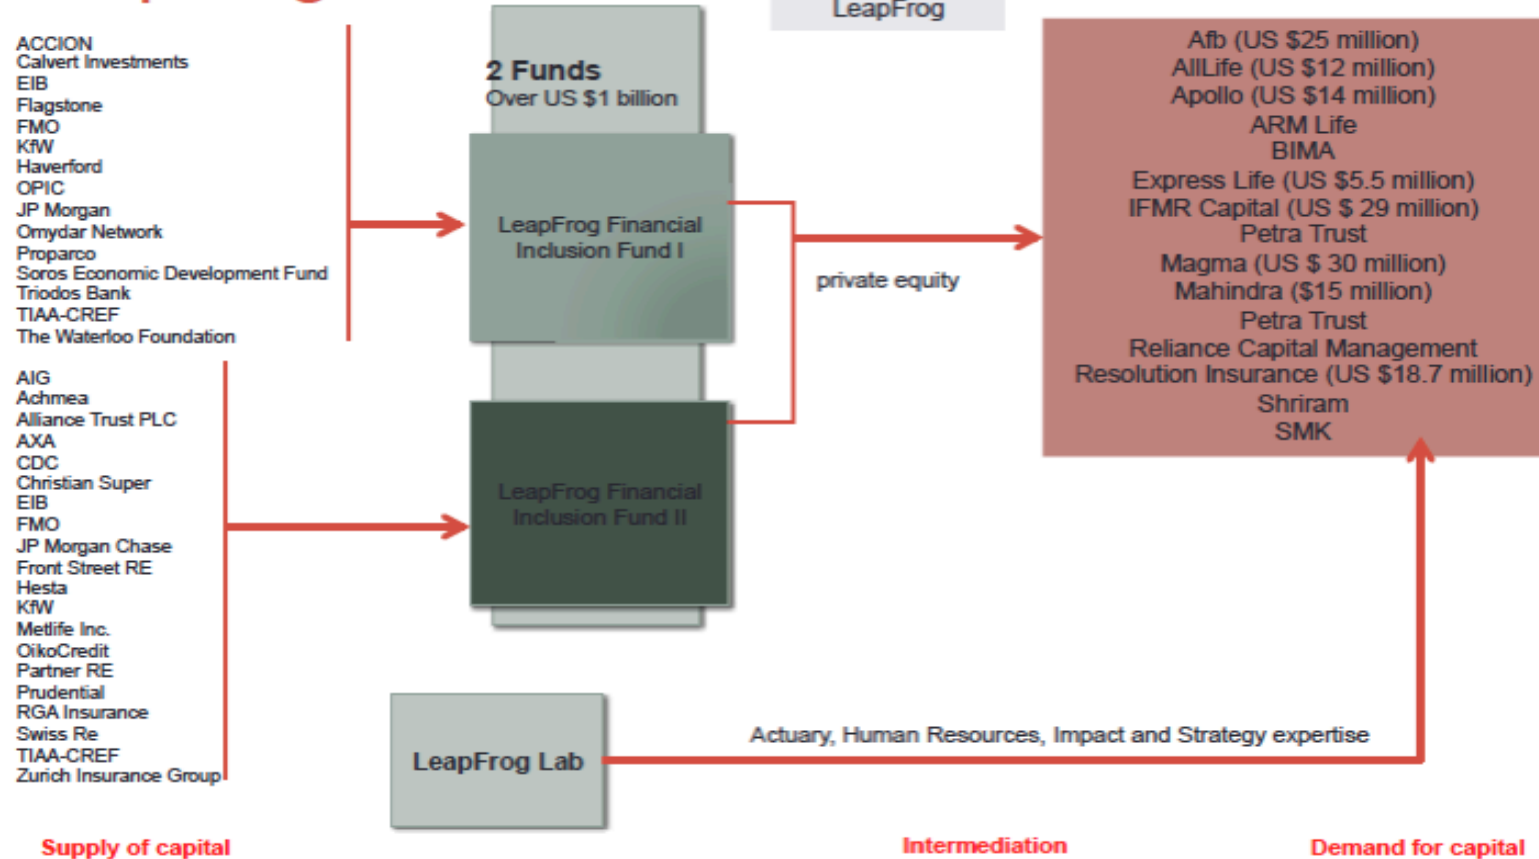 LeapFrog
ACCION
Calvert Investments
EIB
Flagstone
FMO
KfW
Haverford
OPIC
JP Morgan
Omydar Network
Proparco
Soros Economic Development Fund
Triodos Bank
TIAA-CREF
The Waterloo Foundation
AIG
Achmea
Alliance Trust PLC
AXA
CDC
Christian Super
EIB
FMO
JP Morgan Chase
Front Street RE
Hesta
KfW
Metlife Inc.
OikoCredit
Partner RE
Prudential
RGA Insurance
Swiss Re
TIAA-CREF
Zurich Insurance Group
2 Funds
Over US $1 billion
LeapFrog Financial
Inclusion Fund I
LeapFrog Financial
Inclusion Fund II
private equity
Afb (US $25 million)
AllLife (US $12 million)
Apollo (US $14 million)
ARM Life
BIMA
Express Life (US $5.5 million)
IFMR Capital (US $ 29 million)
Petra Trust
Magma (US $ 30 million)
Mahindra ($15 million)
Petra Trust
Reliance Capital Management
Resolution Insurance (US $18.7 million)
Shriram
SMK
LeapFrog Lab
Actuary, Human Resources, Impact and Strategy expertise
Supply of capital
Intermediation
Demand for capital